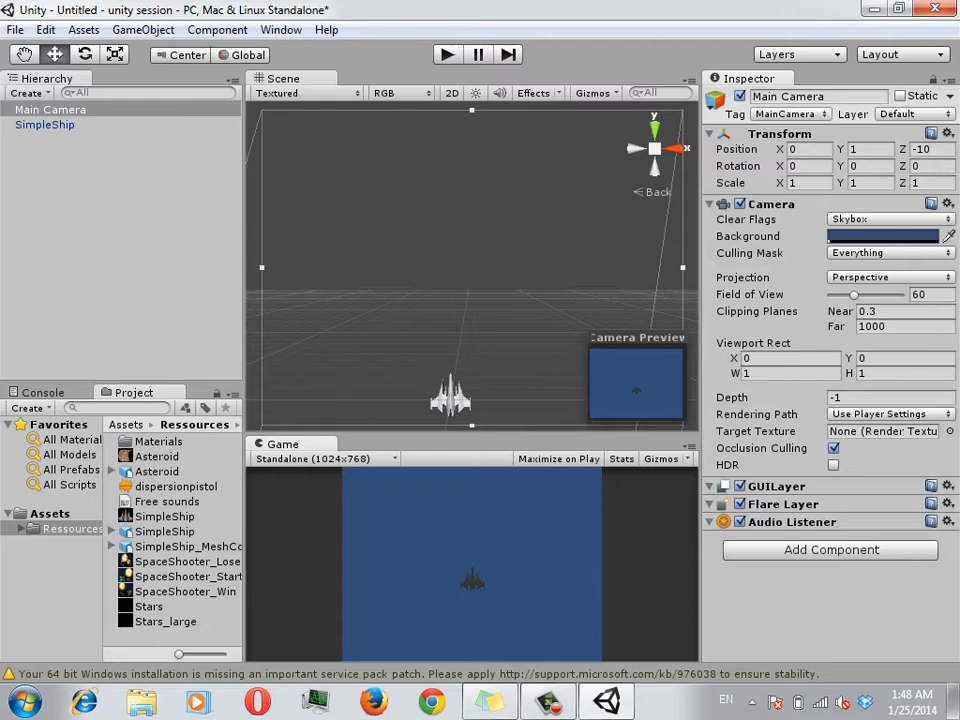 Unity - Untitled - unity session - PC, Mac & Linux Standalone*
File Edit Assets GameObject Component Window Help
Center Global Layers Layout
Hierarchy
Create All
Main Camera
SimpleShip
Scene
Textured RGB 2D Effects Gizmos All
y
x
Back
Camera Preview
Game
Standalone (1024x768) Maximize on Play Stats Gizmos
Console Project
Create
Favorites
All Material
All Models
All Prefabs
All Scripts
Assets
Ressources
Assets Ressources
Materials
Asteroid
Asteroid
dispersionpistol
Free sounds
SimpleShip
SimpleShip
SimpleShip_MeshCo
SpaceShooter_Lose
SpaceShooter_Start
SpaceShooter_Win
Stars
Stars_large
Inspector
Main Camera Static
Tag MainCamera Layer Default
Transform
Position X 0 Y 1 Z -10
Rotation X 0 Y 0 Z 0
Scale X 1 Y 1 Z 1
Camera
Clear Flags Skybox
Background
Culling Mask Everything
Projection Perspective
Field of View 60
Clipping Planes Near 0.3
Far 1000
Viewport Rect
X 0 Y 0
W 1 H 1
Depth -1
Rendering Path Use Player Settings
Target Texture None (Render Textu
Occlusion Culling
HDR
GUILayer
Flare Layer
Audio Listener
Add Component
Your 64 bit Windows installation is missing an important service pack patch. Please apply http://support.microsoft.com/kb/976038 to ensure stability.
EN 1:48 AM
1/25/2014